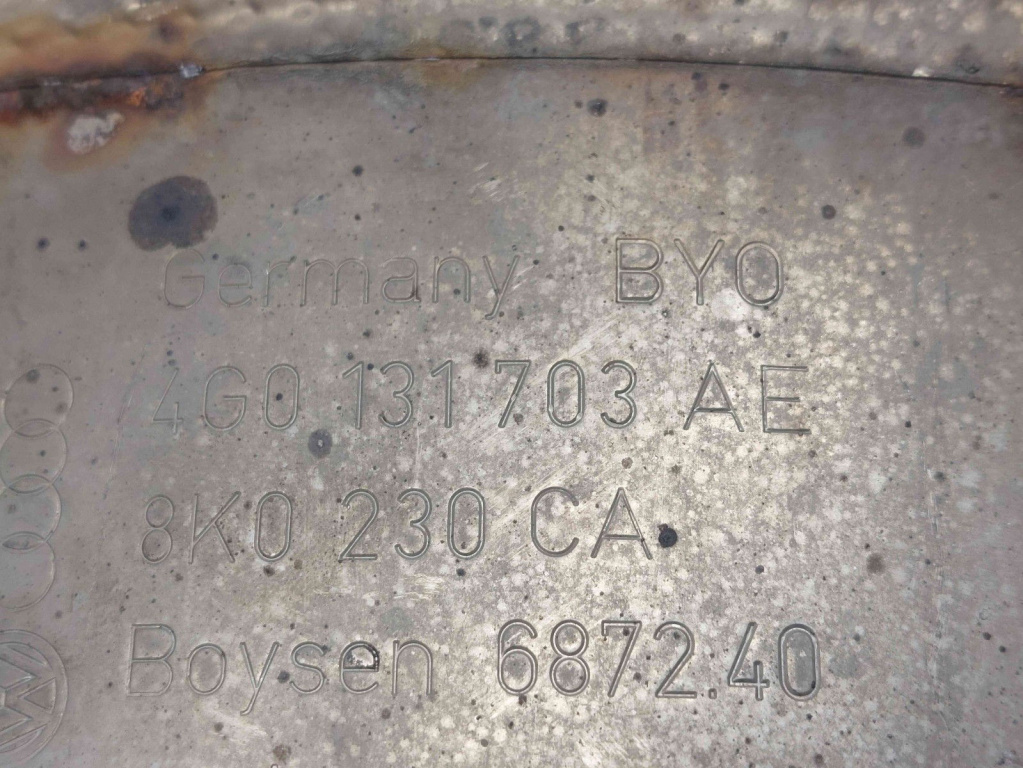 Germany BYO
4G0 131 703 AE
8K0 230 CA
Boysen 6872.40